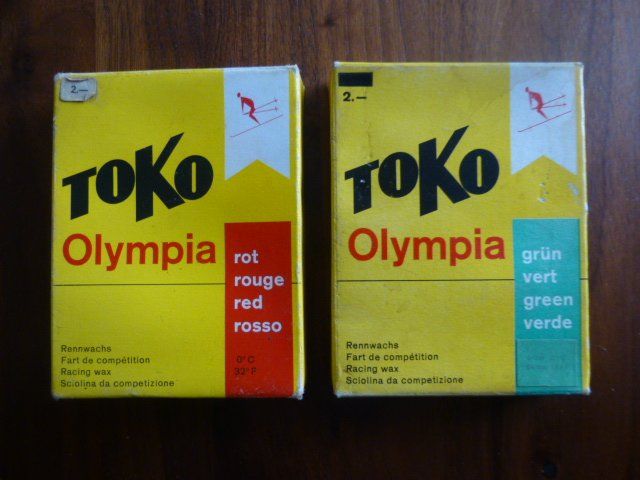 2.—
TOKO
Olympia
rot
rouge
red
rosso
Rennwachs
Fart de compétition
Racing wax
Sciolina da competizione
0°C
32°F
2.—
TOKO
Olympia
grün
vert
green
verde
Rennwachs
Fart de compétition
Racing wax
Sciolina da competizione